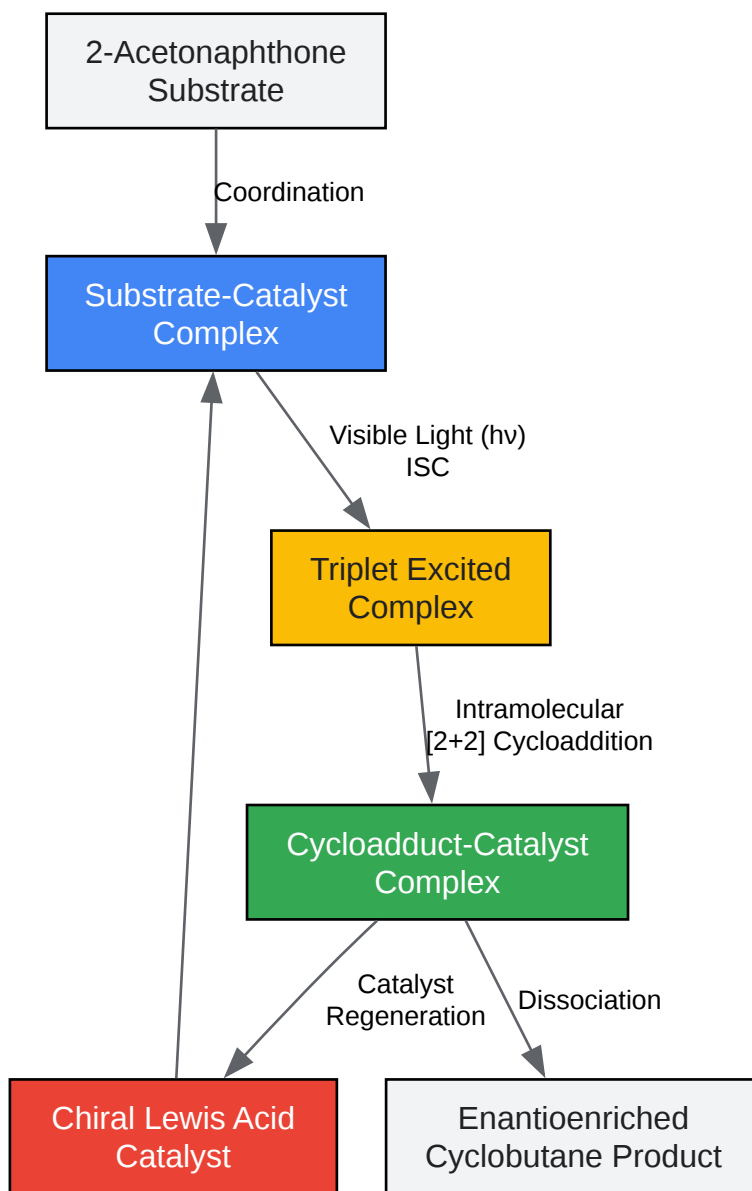 2-Acetonaphthone
Substrate
Coordination
Substrate-Catalyst
Complex
Visible Light (hν)
ISC
Triplet Excited
Complex
Intramolecular
[2+2] Cycloaddition
Cycloadduct-Catalyst
Complex
Catalyst
Regeneration
Dissociation
Chiral Lewis Acid
Catalyst
Enantioenriched
Cyclobutane Product